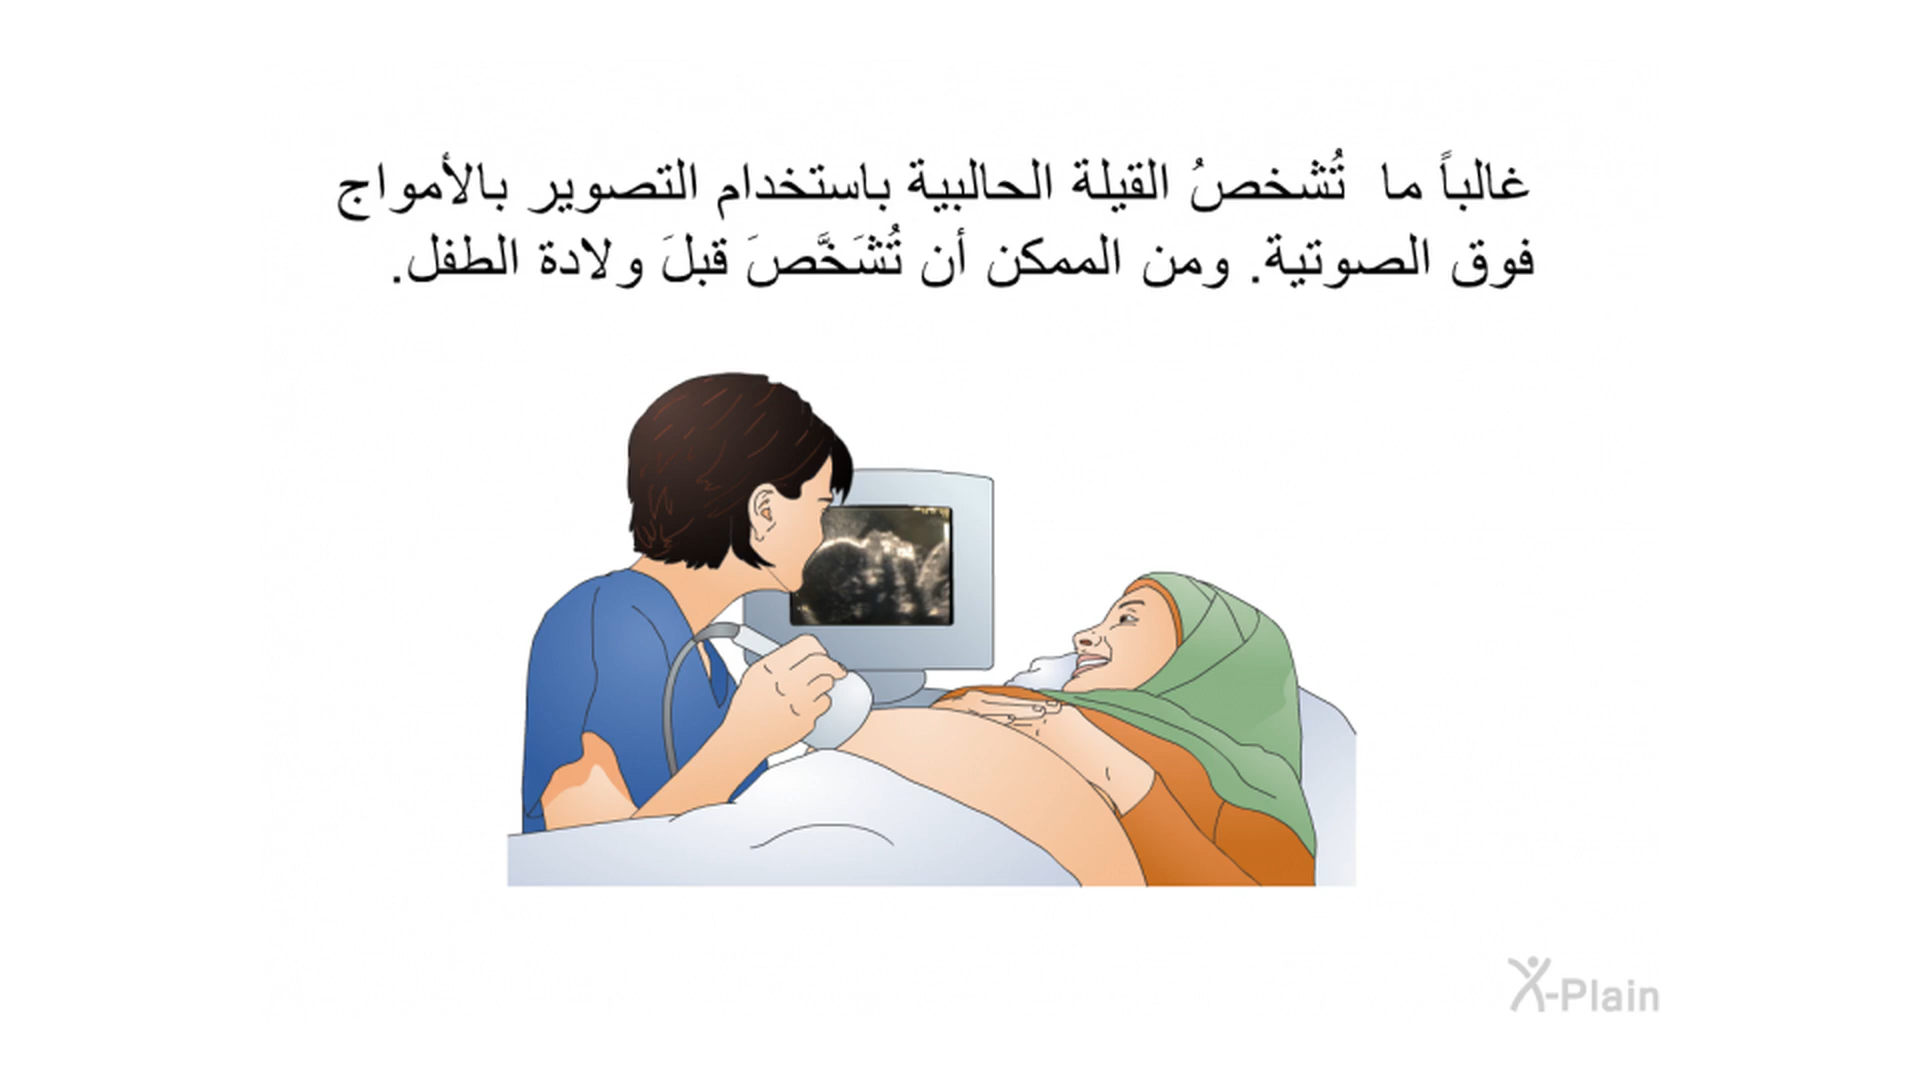 غالباً ما تُشخصُ القيلة الحالبية باستخدام التصوير بالأمواج
فوق الصوتية. ومن الممكن أن تُشَخَّصَ قبلَ ولادة الطفل.
X-Plain